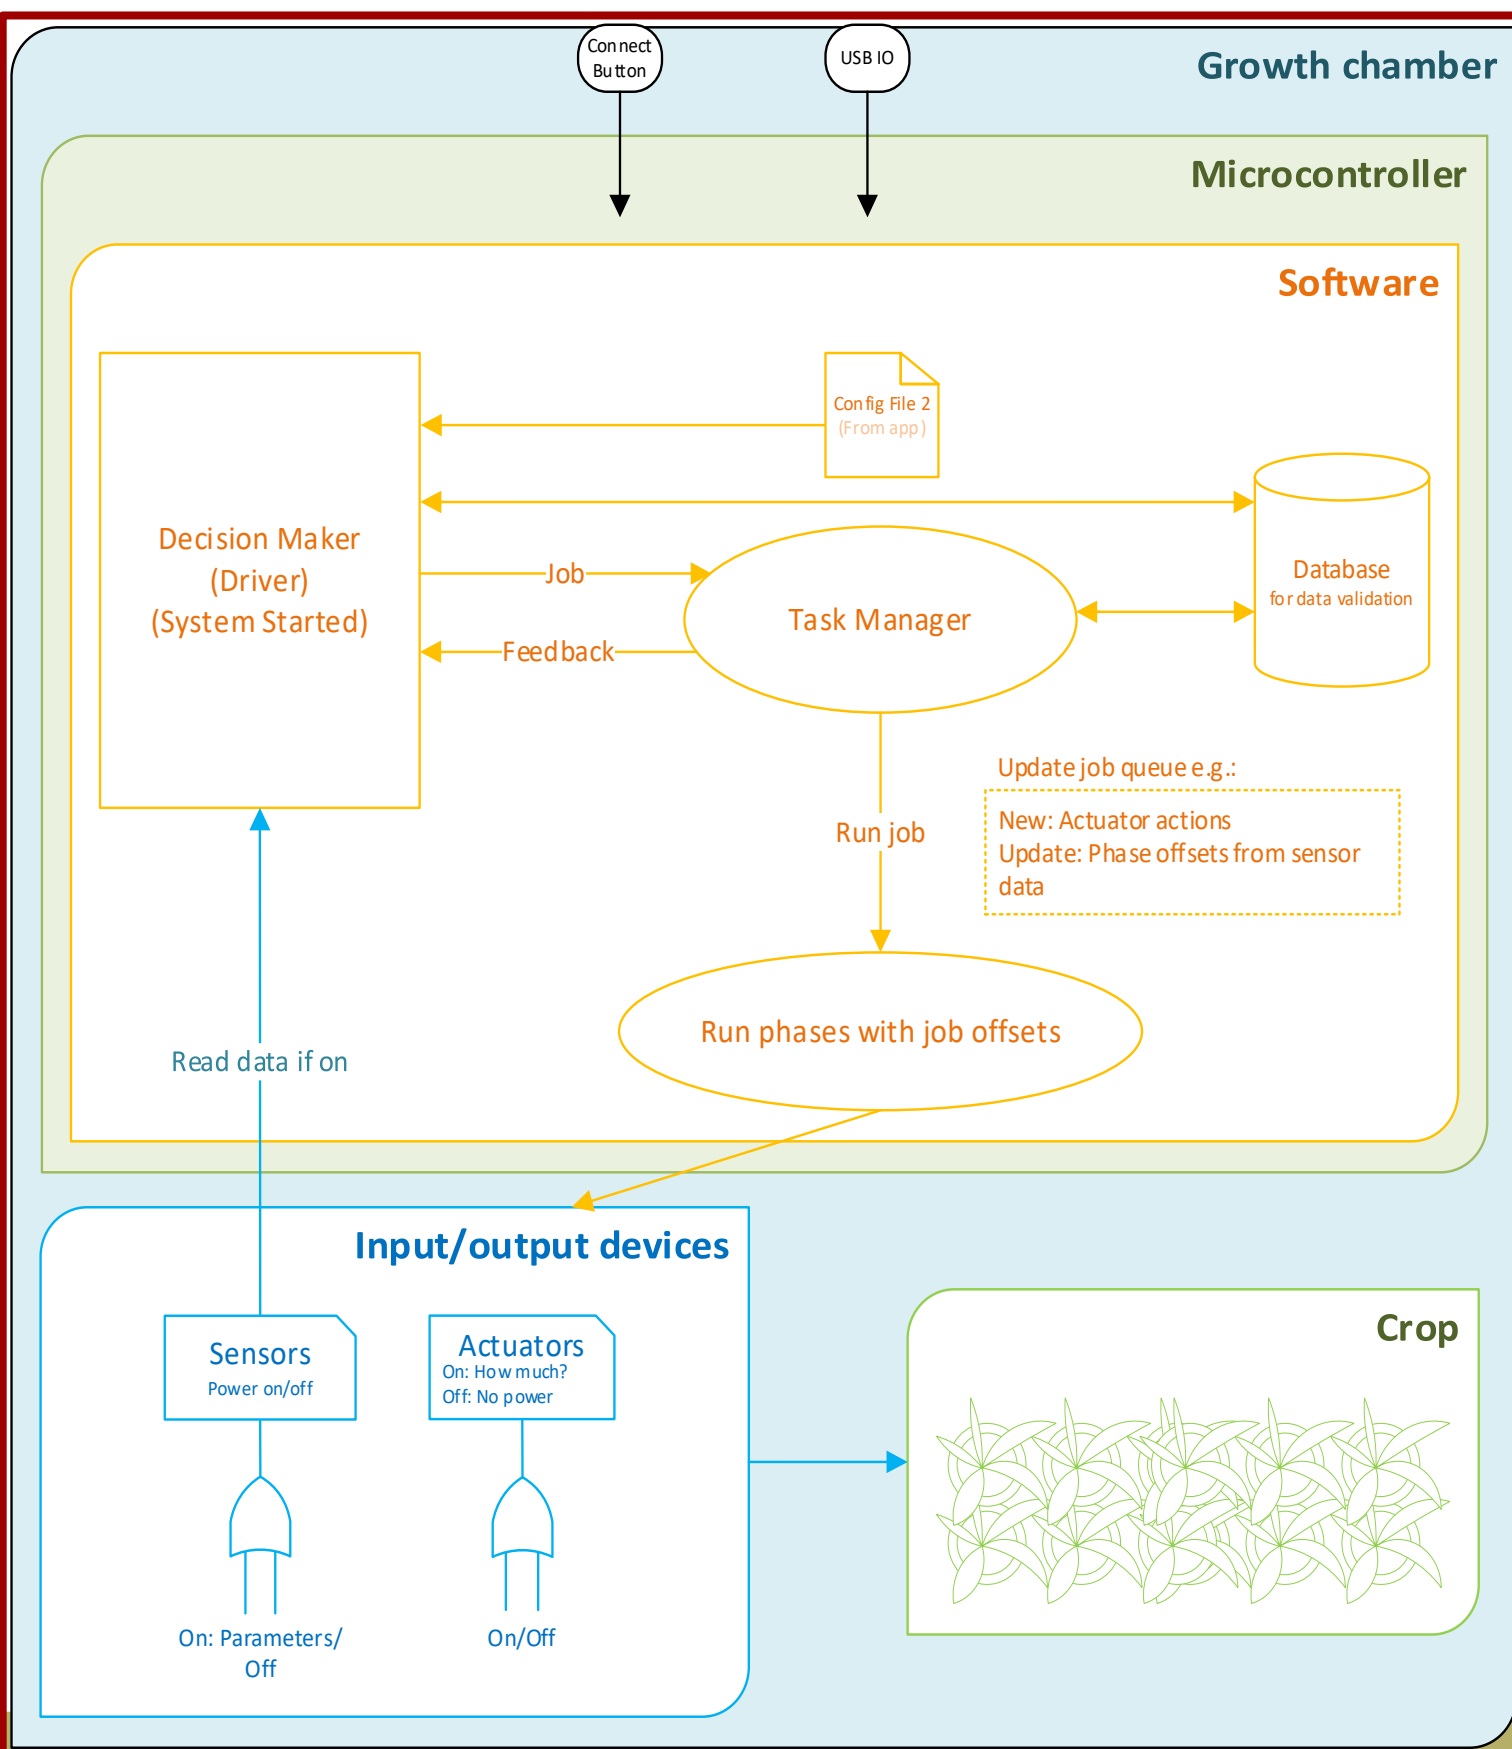 Connect
Button
USB IO
Growth chamber
Microcontroller
Software
Config File 2
(From app)
Decision Maker
(Driver)
(System Started)
Job
Feedback
Task Manager
Database
for data validation
Update job queue e.g.:
New: Actuator actions
Update: Phase offsets from sensor
data
Run job
Run phases with job offsets
Read data if on
Input/output devices
Sensors
Power on/off
Actuators
On: How much?
Off: No power
On: Parameters/
Off
On/Off
Crop